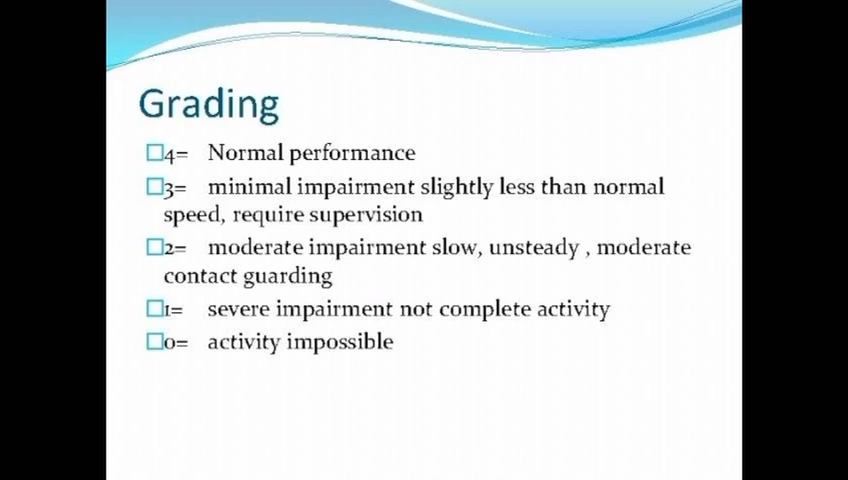 Grading
4= Normal performance
3= minimal impairment slightly less than normal
speed, require supervision
2= moderate impairment slow, unsteady , moderate
contact guarding
1= severe impairment not complete activity
0= activity impossible